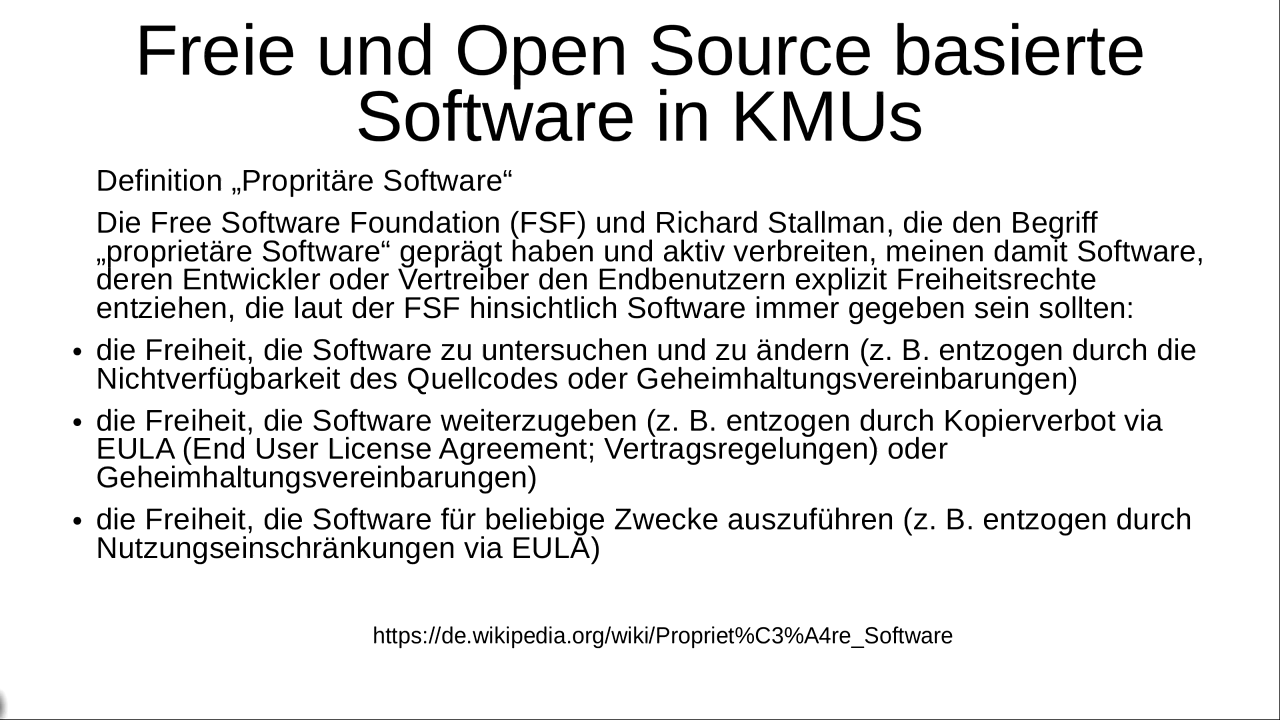 Freie und Open Source basierte
Software in KMUs
Definition „Propritäre Software“
Die Free Software Foundation (FSF) und Richard Stallman, die den Begriff
„proprietäre Software“ geprägt haben und aktiv verbreiten, meinen damit Software,
deren Entwickler oder Vertreiber den Endbenutzern explizit Freiheitsrechte
entziehen, die laut der FSF hinsichtlich Software immer gegeben sein sollten:
• die Freiheit, die Software zu untersuchen und zu ändern (z. B. entzogen durch die
Nichtverfügbarkeit des Quellcodes oder Geheimhaltungsvereinbarungen)
• die Freiheit, die Software weiterzugeben (z. B. entzogen durch Kopierverbot via
EULA (End User License Agreement; Vertragsregelungen) oder
Geheimhaltungsvereinbarungen)
• die Freiheit, die Software für beliebige Zwecke auszuführen (z. B. entzogen durch
Nutzungseinschränkungen via EULA)
https://de.wikipedia.org/wiki/Propriet%C3%A4re_Software